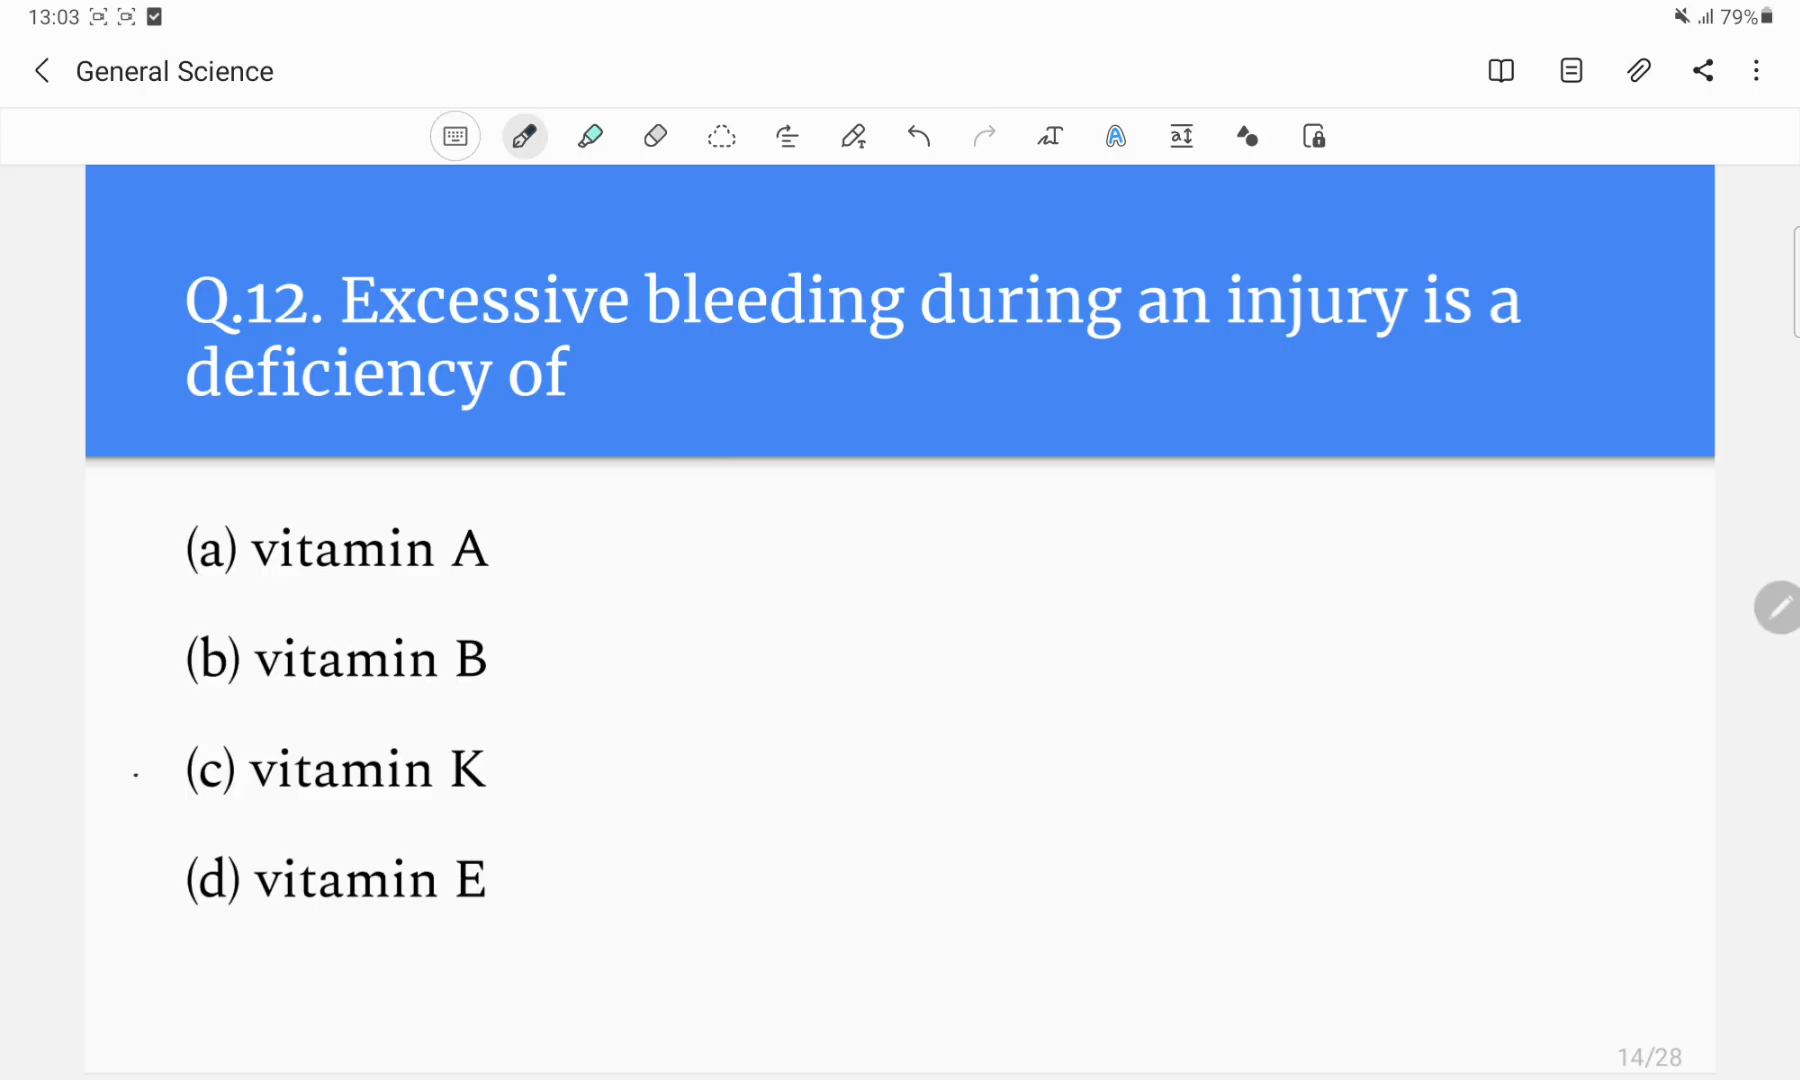 13:03
79%
General Science
Q.12. Excessive bleeding during an injury is a
deficiency of
(a) vitamin A
(b) vitamin B
(c) vitamin K
(d) vitamin E
14/28